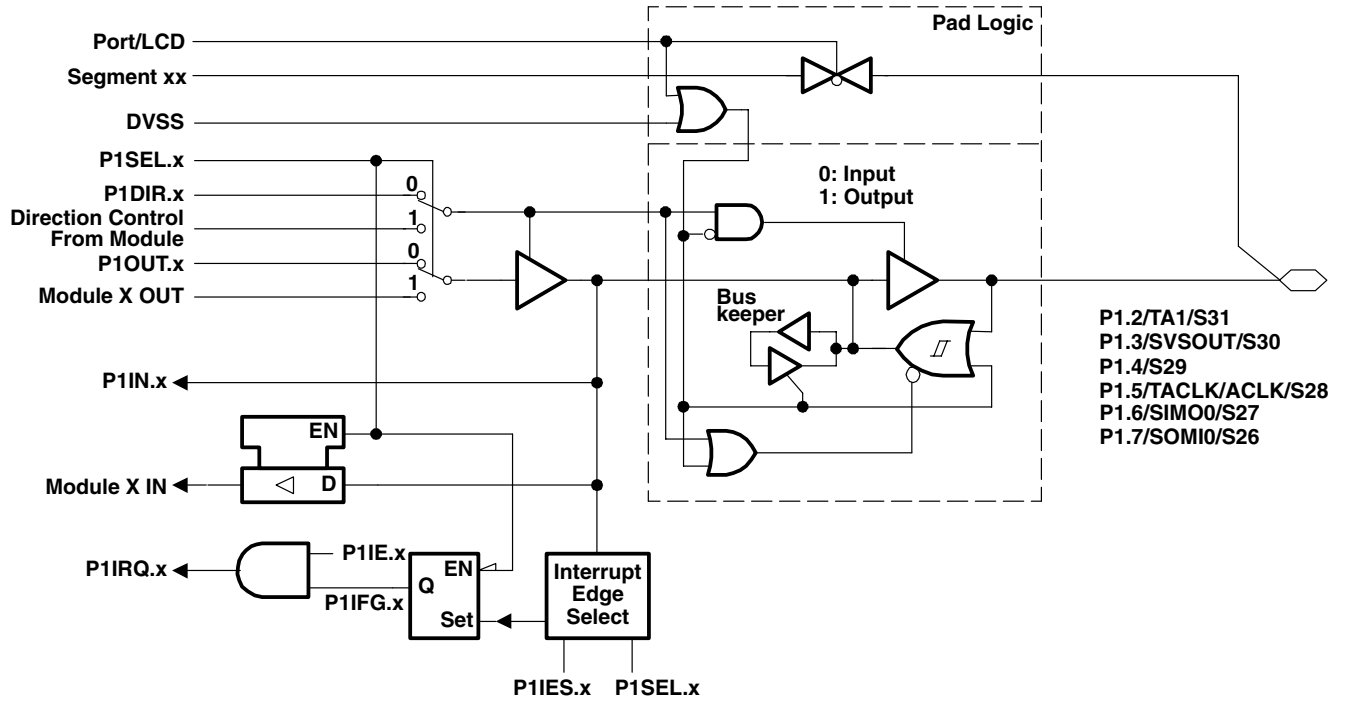 Pad Logic
Port/LCD
Segment xx
DVSS
P1SEL.x
P1DIR.x
0
Direction Control
From Module
1
P1OUT.x
0
Module X OUT
1
0: Input
1: Output
Bus
keeper
P1.2/TA1/S31
P1.3/SVSOUT/S30
P1.4/S29
P1.5/TACLK/ACLK/S28
P1.6/SIMO0/S27
P1.7/SOMI0/S26
P1IN.x
EN
Module X IN
D
P1IRQ.x
P1IE.x
P1IFG.x
EN
Q
Set
Interrupt
Edge
Select
P1IES.x
P1SEL.x